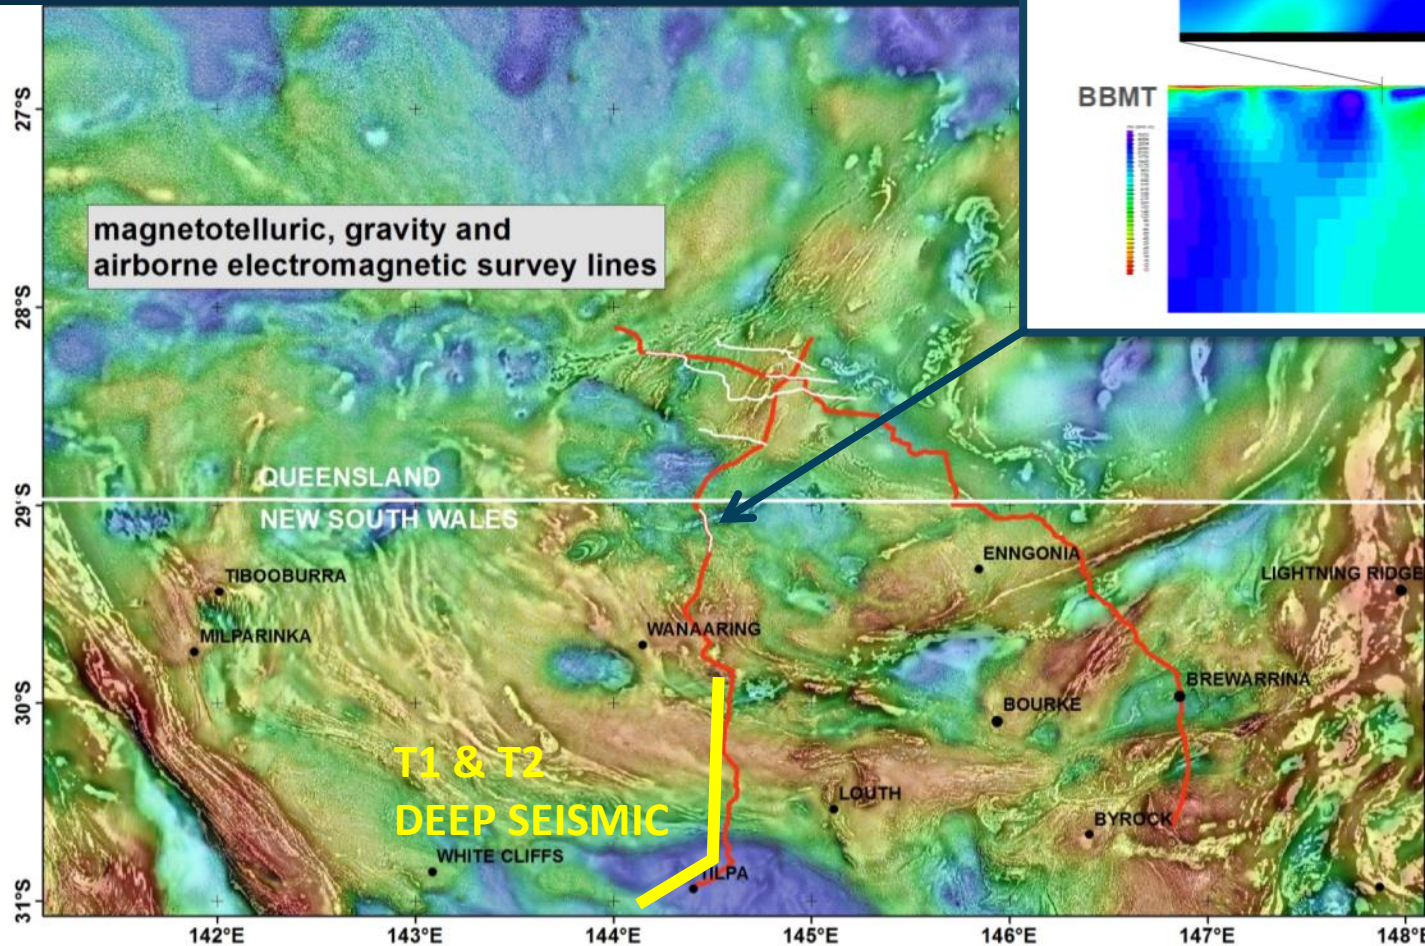 BBMT
27°S
magnetotelluric, gravity and
airborne electromagnetic survey lines
28°S
QUEENSLAND
29°S
NEW SOUTH WALES
ENNGONIA
TIBOOBURRA
LIGHTNING RIDGE
MILPARINKA
WANAARING
30°S
BREWARRINA
BOURKE
T1 & T2
DEEP SEISMIC
LOUTH
BYROCK
WHITE CLIFFS
TILPA
31°S
142°E 143°E 144°E 145°E 146°E 147°E 148°E